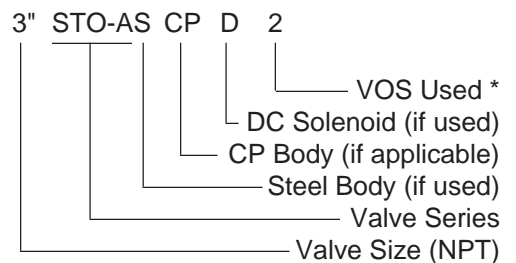 3" STO-AS CP D 2
VOS Used *
DC Solenoid (if used)
CP Body (if applicable)
Steel Body (if used)
Valve Series
Valve Size (NPT)